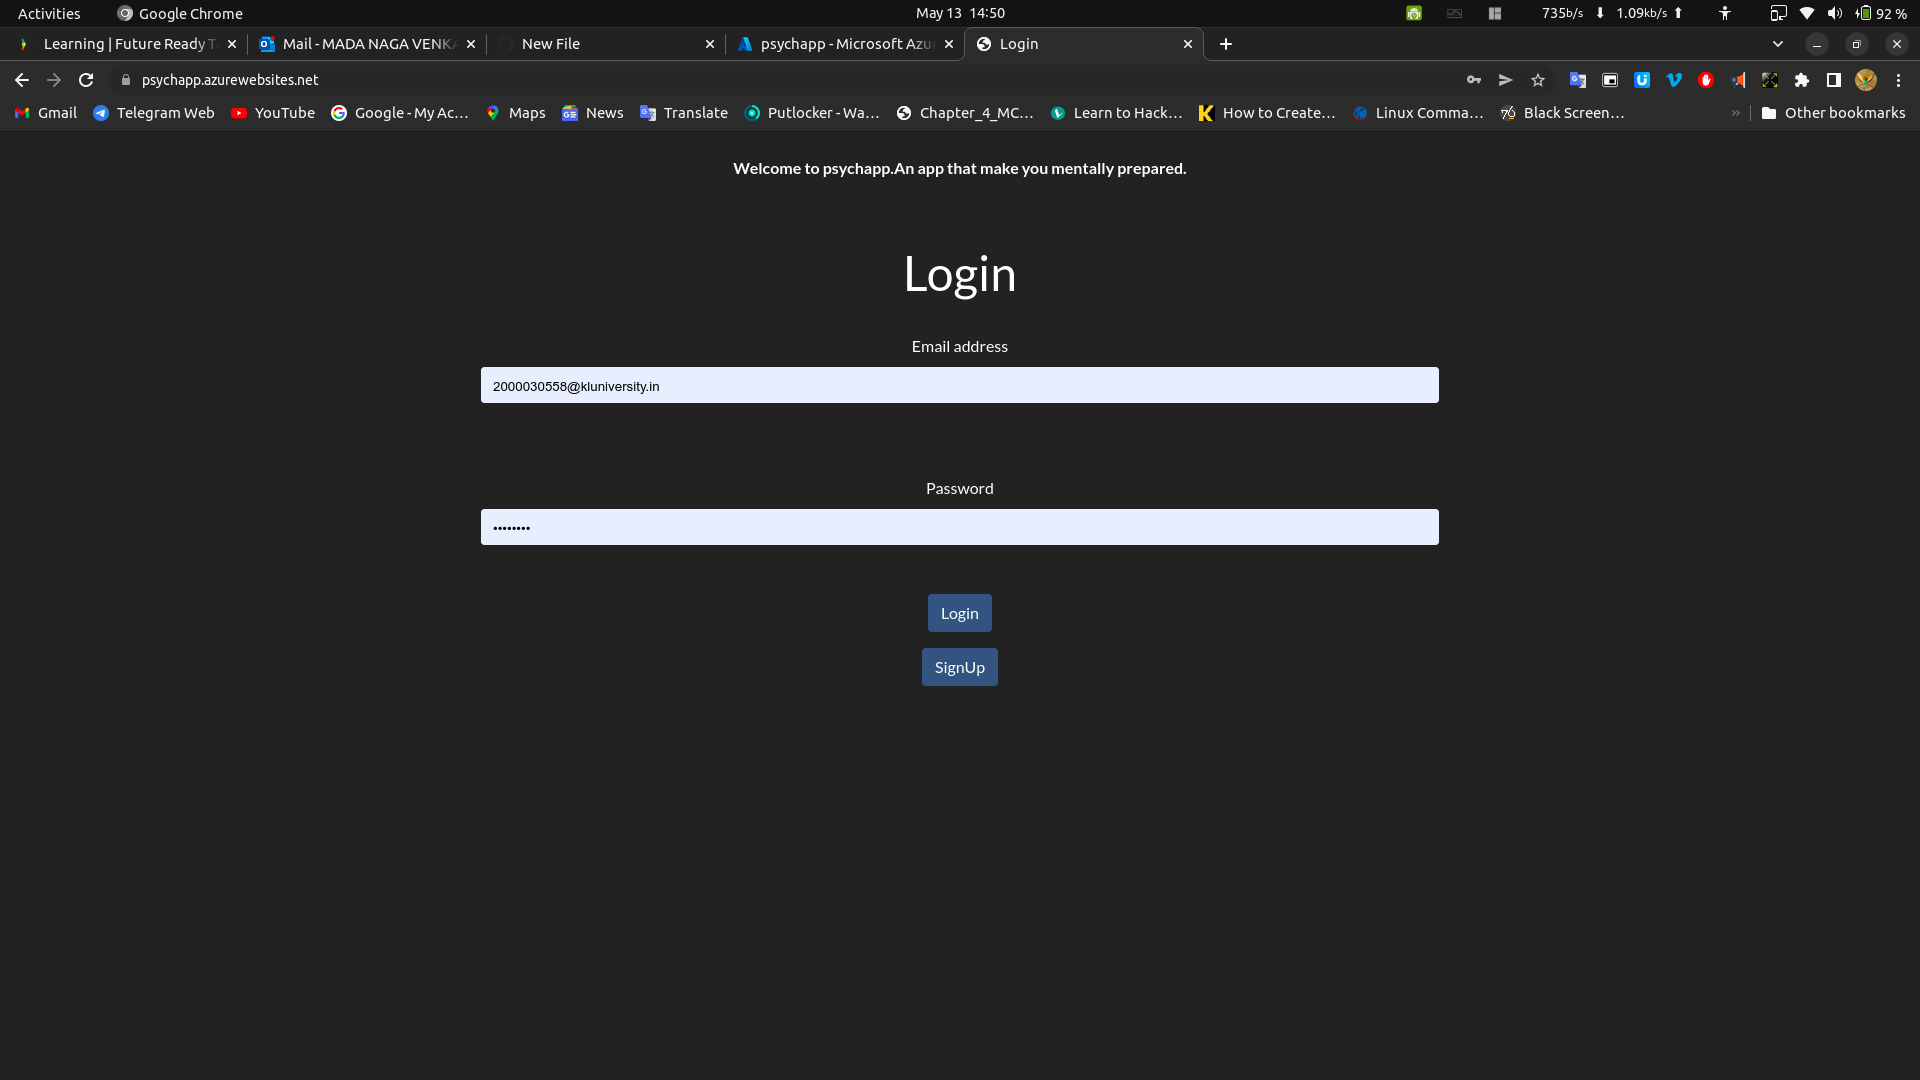 Activities Google Chrome May 13 14:50 735b/s 1.09kb/s 92 %
Learning | Future Ready T Mail - MADA NAGA VENKA New File psychapp - Microsoft Azu Login
psychapp.azurewebsites.net
Gmail Telegram Web YouTube Google - My Ac... Maps News Translate Putlocker - Wa... Chapter_4_MC... Learn to Hack... How to Create... Linux Comma... Black Screen... » Other bookmarks
Welcome to psychapp.An app that make you mentally prepared.
Login
Email address
2000030558@kluniversity.in
Password
••••••••
Login
SignUp